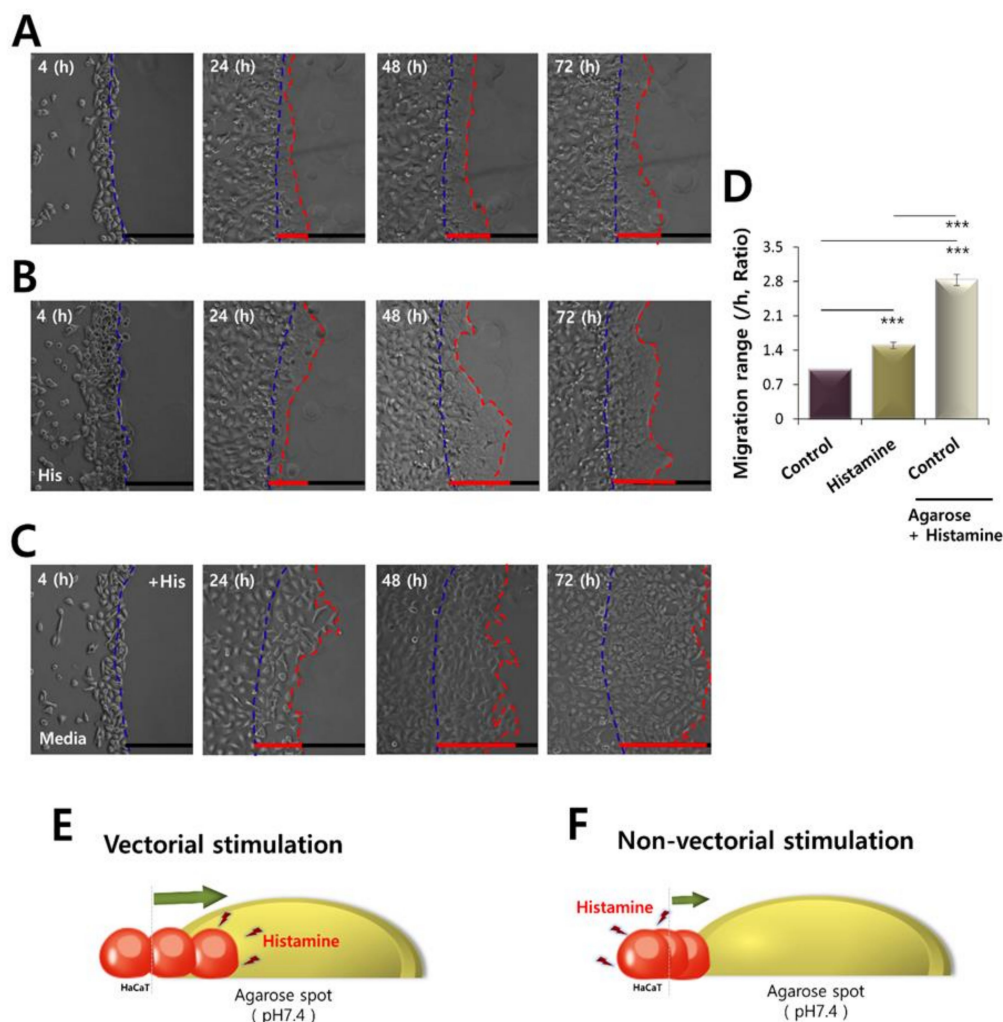 A
4 (h)
24 (h)
48 (h)
72 (h)
B
4 (h)
24 (h)
48 (h)
72 (h)
His
C
4 (h)
+His
24 (h)
48 (h)
72 (h)
Media
D
Migration range (/h, Ratio)
3.5
2.8
2.1
1.4
0.7
0
***
***
***
Control
Histamine
Control
Agarose
+ Histamine
E
Vectorial stimulation
Histamine
HaCaT
Agarose spot
( pH7.4 )
F
Non-vectorial stimulation
Histamine
HaCaT
Agarose spot
( pH7.4 )